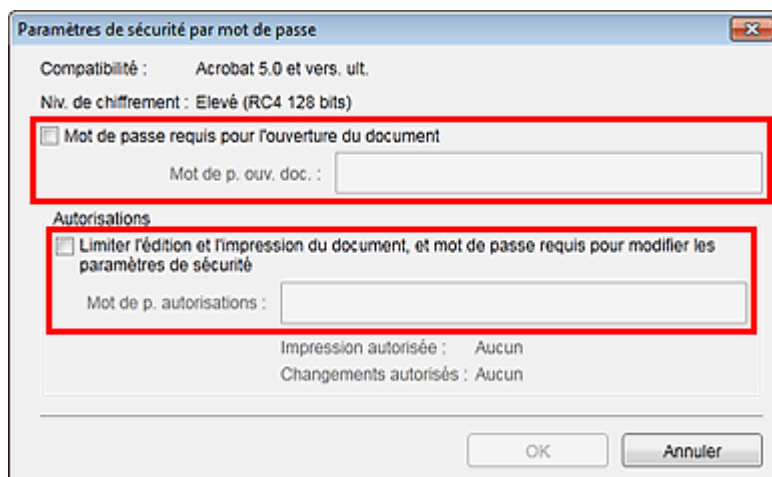 Paramètres de sécurité par mot de passe
Compatibilité : Acrobat 5.0 et vers. ult.
Niv. de chiffrement : Elevé (RC4 128 bits)
Mot de passe requis pour l'ouverture du document
Mot de p. ouv. doc. :
Autorisations
Limiter l'édition et l'impression du document, et mot de passe requis pour modifier les
paramètres de sécurité
Mot de p. autorisations :
Impression autorisée : Aucun
Changements autorisés : Aucun
OK Annuler